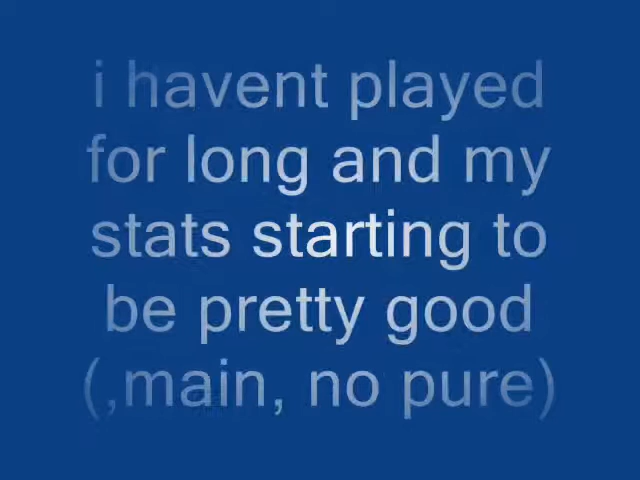 i havent played
for long and my
stats starting to
be pretty good
(,main, no pure)